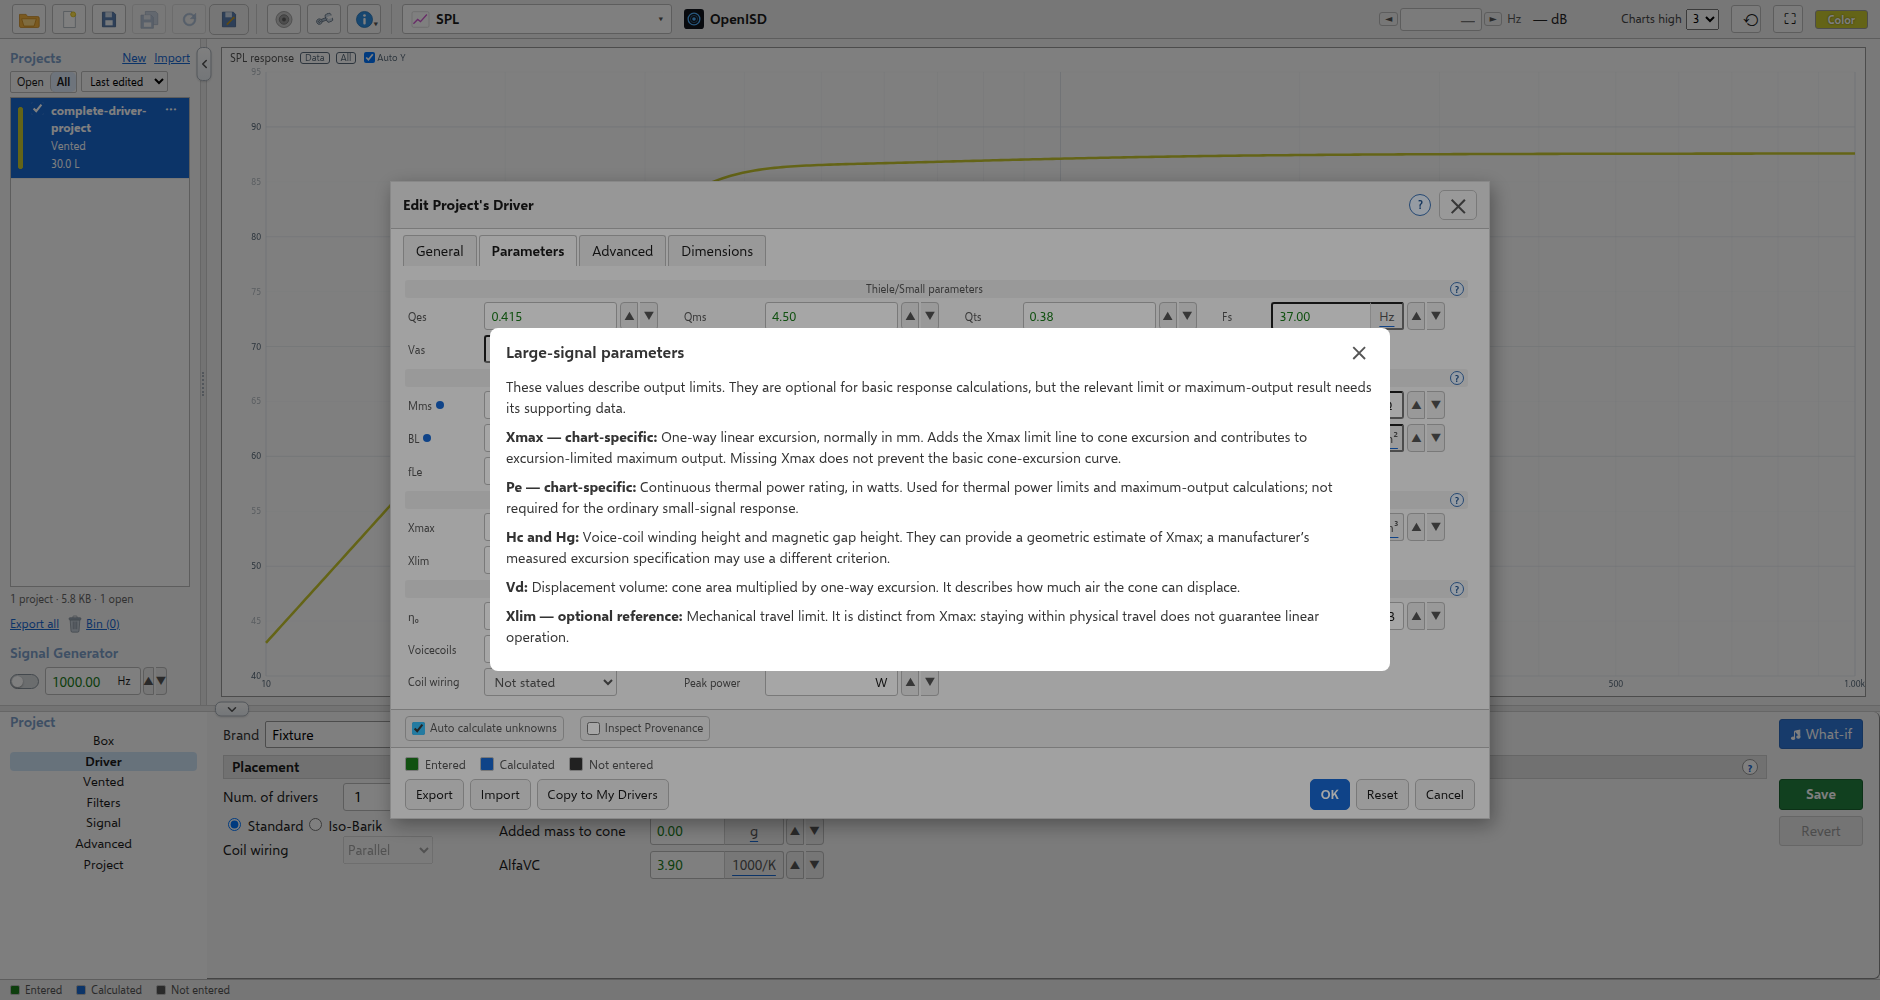 SPL
OpenISD
— Hz — dB
Charts high 3
Color
Projects New Import
Open All Last edited
complete-driver-project
Vented
30.0 L
1 project · 5.8 KB · 1 open
Export all Bin (0)
Signal Generator
1000.00 Hz
SPL response Data All Auto Y
95
90
85
80
75
70
65
60
55
50
45
40
10
500
1.00k
Edit Project's Driver ?
General Parameters Advanced Dimensions
Thiele/Small parameters ?
Qes 0.415 Qms 4.50 Qts 0.38 Fs 37.00 Hz
Vas
Mms
BL
fLe
Xmax
Xlim
ηₒ
Voicecoils
Large-signal parameters
These values describe output limits. They are optional for basic response calculations, but the relevant limit or maximum-output result needs
its supporting data.
Xmax — chart-specific: One-way linear excursion, normally in mm. Adds the Xmax limit line to cone excursion and contributes to
excursion-limited maximum output. Missing Xmax does not prevent the basic cone-excursion curve.
Pe — chart-specific: Continuous thermal power rating, in watts. Used for thermal power limits and maximum-output calculations; not
required for the ordinary small-signal response.
Hc and Hg: Voice-coil winding height and magnetic gap height. They can provide a geometric estimate of Xmax; a manufacturer's
measured excursion specification may use a different criterion.
Vd: Displacement volume: cone area multiplied by one-way excursion. It describes how much air the cone can displace.
Xlim — optional reference: Mechanical travel limit. It is distinct from Xmax: staying within physical travel does not guarantee linear
operation.
Coil wiring Not stated Peak power W
Auto calculate unknowns Inspect Provenance
Entered Calculated Not entered
Export Import Copy to My Drivers OK Reset Cancel
Project
Box
Driver
Vented
Filters
Signal
Advanced
Project
Brand Fixture
Placement ?
Num. of drivers 1
Standard Iso-Barik
Coil wiring Parallel
Added mass to cone 0.00 g
AlfaVC 3.90 1000/K
What-if
Save
Revert
Entered Calculated Not entered